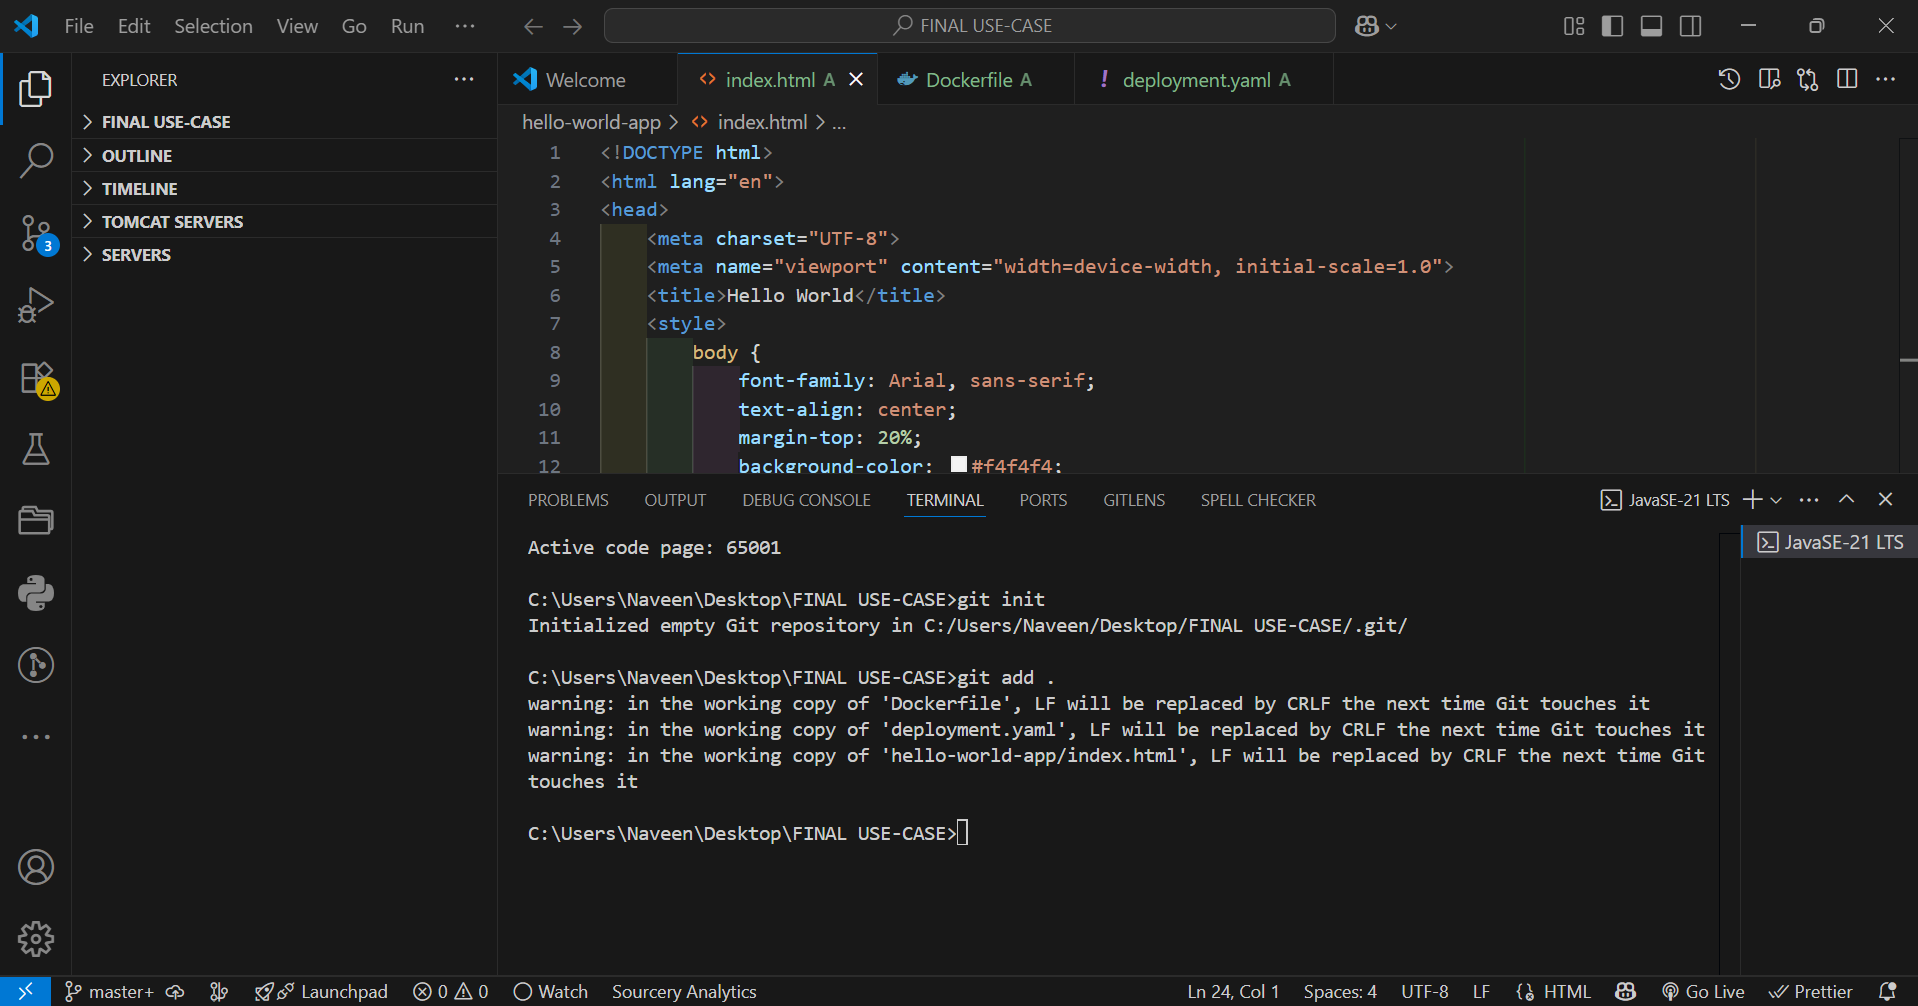 File Edit Selection View Go Run ··· FINAL USE-CASE
EXPLORER ···
FINAL USE-CASE
OUTLINE
TIMELINE
TOMCAT SERVERS
SERVERS
3
Welcome index.html A Dockerfile A ! deployment.yaml A
hello-world-app > index.html > ...
1 <!DOCTYPE html>
2 <html lang="en">
3 <head>
4 <meta charset="UTF-8">
5 <meta name="viewport" content="width=device-width, initial-scale=1.0">
6 <title>Hello World</title>
7 <style>
8 body {
9 font-family: Arial, sans-serif;
10 text-align: center;
11 margin-top: 20%;
12 background-color: #f4f4f4;
PROBLEMS OUTPUT DEBUG CONSOLE TERMINAL PORTS GITLENS SPELL CHECKER JavaSE-21 LTS
JavaSE-21 LTS
Active code page: 65001
C:\Users\Naveen\Desktop\FINAL USE-CASE>git init
Initialized empty Git repository in C:/Users/Naveen/Desktop/FINAL USE-CASE/.git/
C:\Users\Naveen\Desktop\FINAL USE-CASE>git add .
warning: in the working copy of 'Dockerfile', LF will be replaced by CRLF the next time Git touches it
warning: in the working copy of 'deployment.yaml', LF will be replaced by CRLF the next time Git touches it
warning: in the working copy of 'hello-world-app/index.html', LF will be replaced by CRLF the next time Git
touches it
C:\Users\Naveen\Desktop\FINAL USE-CASE>
master+ Launchpad 0 0 Watch Sourcery Analytics Ln 24, Col 1 Spaces: 4 UTF-8 LF HTML Go Live Prettier